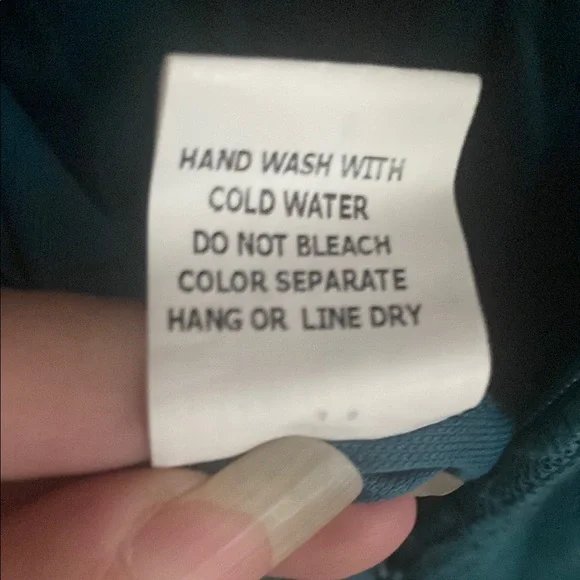 HAND WASH WITH
COLD WATER
DO NOT BLEACH
COLOR SEPARATE
HANG OR LINE DRY